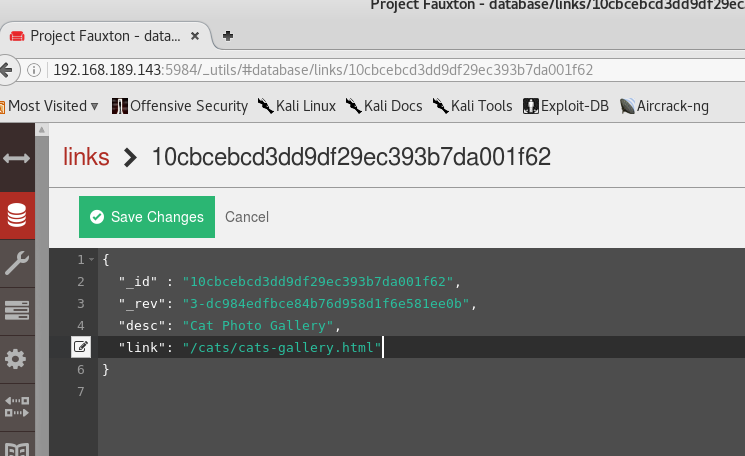 Project Fauxton - database/links/10cbcebcd3dd9df29ec
Project Fauxton - data...
192.168.189.143:5984/_utils/#database/links/10cbcebcd3dd9df29ec393b7da001f62
Most Visited Offensive Security Kali Linux Kali Docs Kali Tools Exploit-DB Aircrack-ng
links > 10cbcebcd3dd9df29ec393b7da001f62
Save Changes Cancel
1 {
2 "_id" : "10cbcebcd3dd9df29ec393b7da001f62",
3 "_rev": "3-dc984edfbce84b76d958d1f6e581ee0b",
4 "desc": "Cat Photo Gallery",
"link": "/cats/cats-gallery.html"
6 }
7